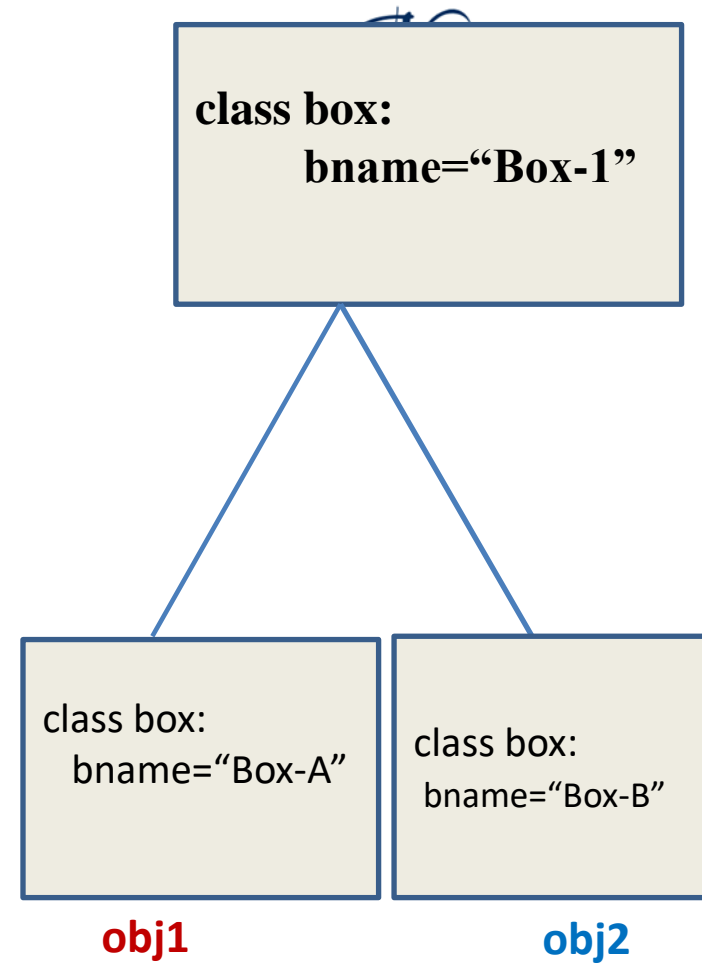 class box:
bname=“Box-1”
class box:
bname=“Box-A”
class box:
bname=“Box-B”
obj1
obj2